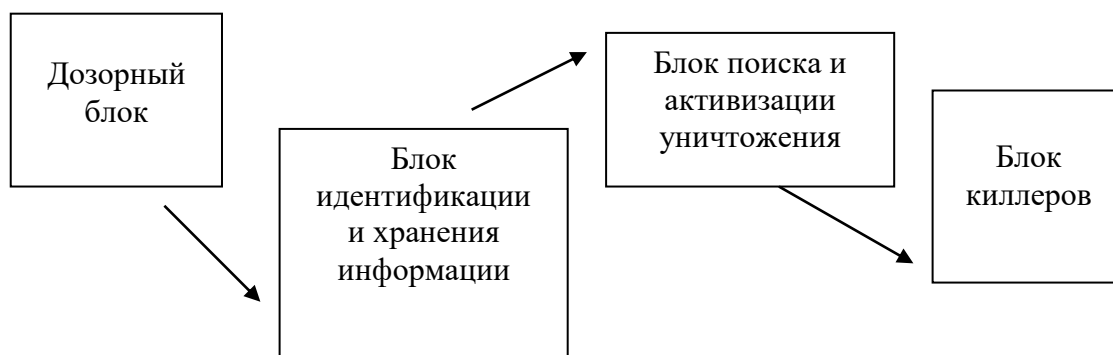 Дозорный
блок
Блок
идентификации
и хранения
информации
Блок поиска и
активизации
уничтожения
Блок
киллеров